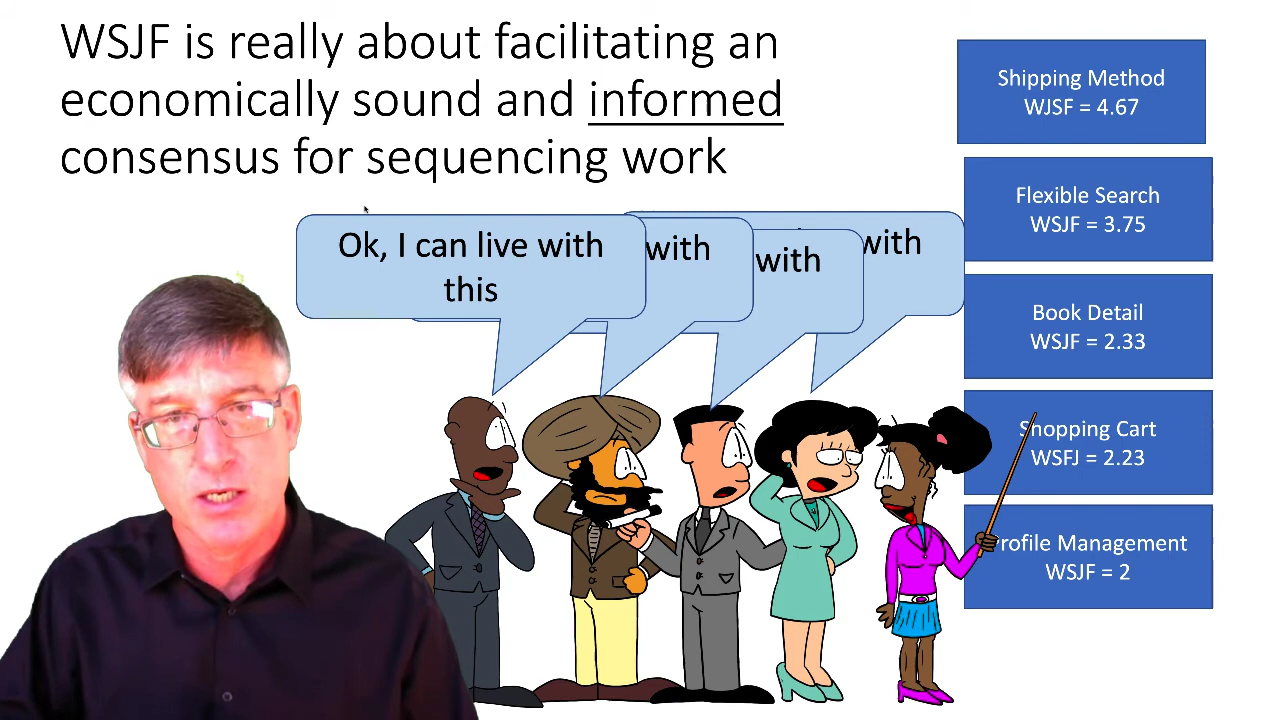 WSJF is really about facilitating an
economically sound and informed
consensus for sequencing work
Ok, I can live with
this
with
with
with
Shipping Method
WJSF = 4.67
Flexible Search
WSJF = 3.75
Book Detail
WSJF = 2.33
Shopping Cart
WSFJ = 2.23
rofile Management
WSJF = 2